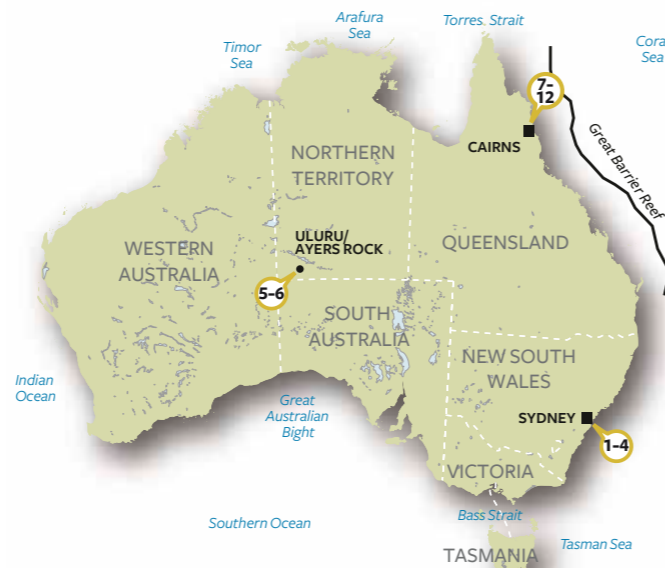 Arafura
Sea
Torres Strait
Timor
Sea
Cora
Sea
7–
12
CAIRNS
Great Barrier Reef
NORTHERN
TERRITORY
ULURU/
AYERS ROCK
QUEENSLAND
WESTERN
AUSTRALIA
5–6
SOUTH
AUSTRALIA
NEW SOUTH
WALES
Indian
Ocean
Great
Australian
Bight
SYDNEY
1–4
VICTORIA
Southern Ocean
Bass Strait
Tasman Sea
TASMANIA